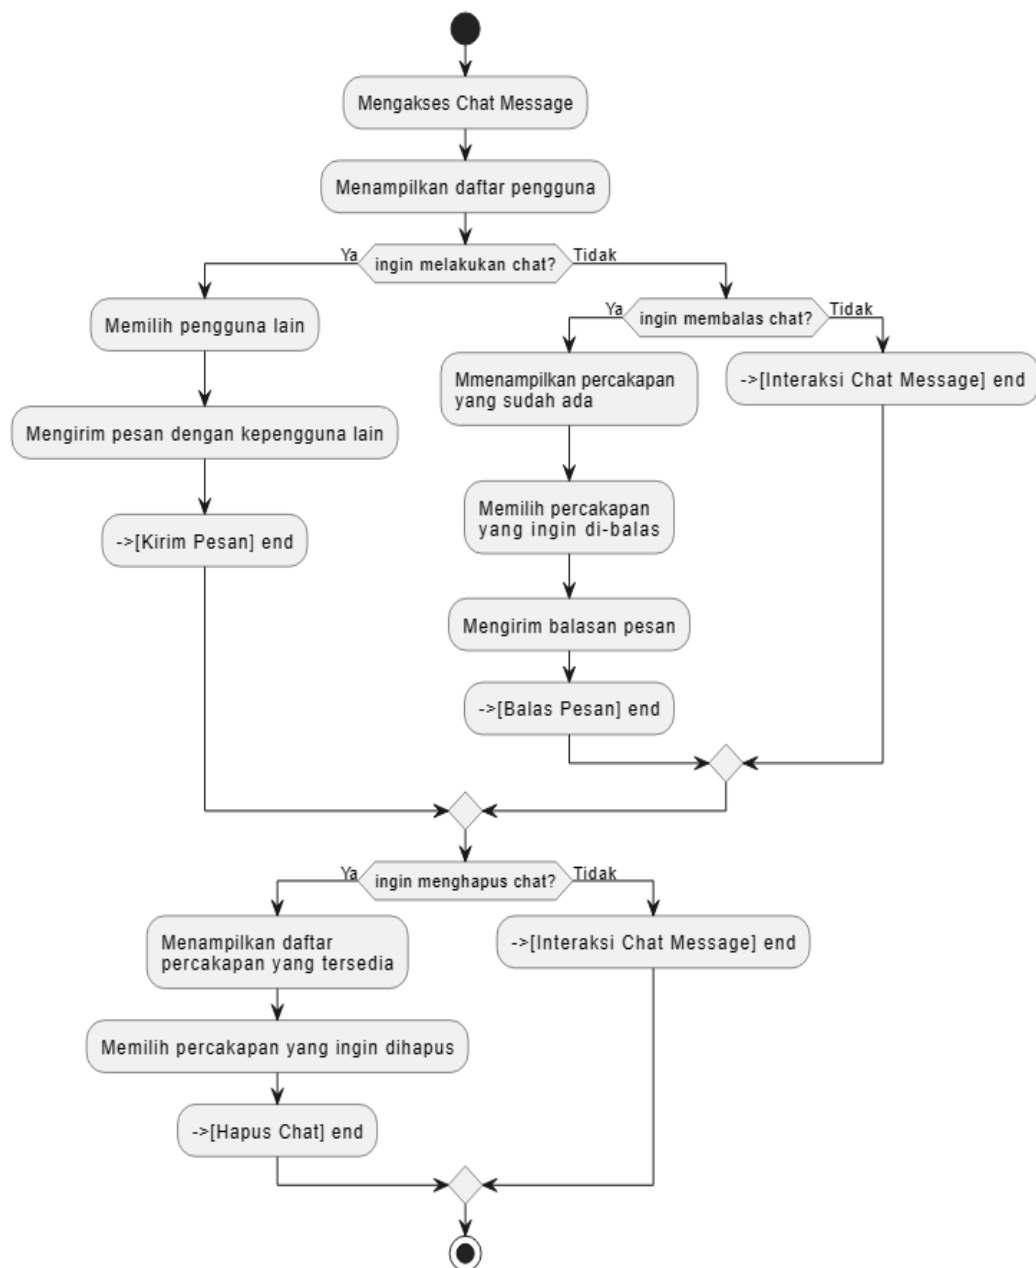 Mengakses Chat Message
Menampilkan daftar pengguna
Ya
ingin melakukan chat?
Tidak
Memilih pengguna lain
Mengirim pesan dengan kepengguna lain
->[Kirim Pesan] end
Ya
ingin membalas chat?
Tidak
Mmenampilkan percakapan
yang sudah ada
Memilih percakapan
yang ingin di-balas
Mengirim balasan pesan
->[Balas Pesan] end
->[Interaksi Chat Message] end
Ya
ingin menghapus chat?
Tidak
Menampilkan daftar
percakapan yang tersedia
Memilih percakapan yang ingin dihapus
->[Hapus Chat] end
->[Interaksi Chat Message] end